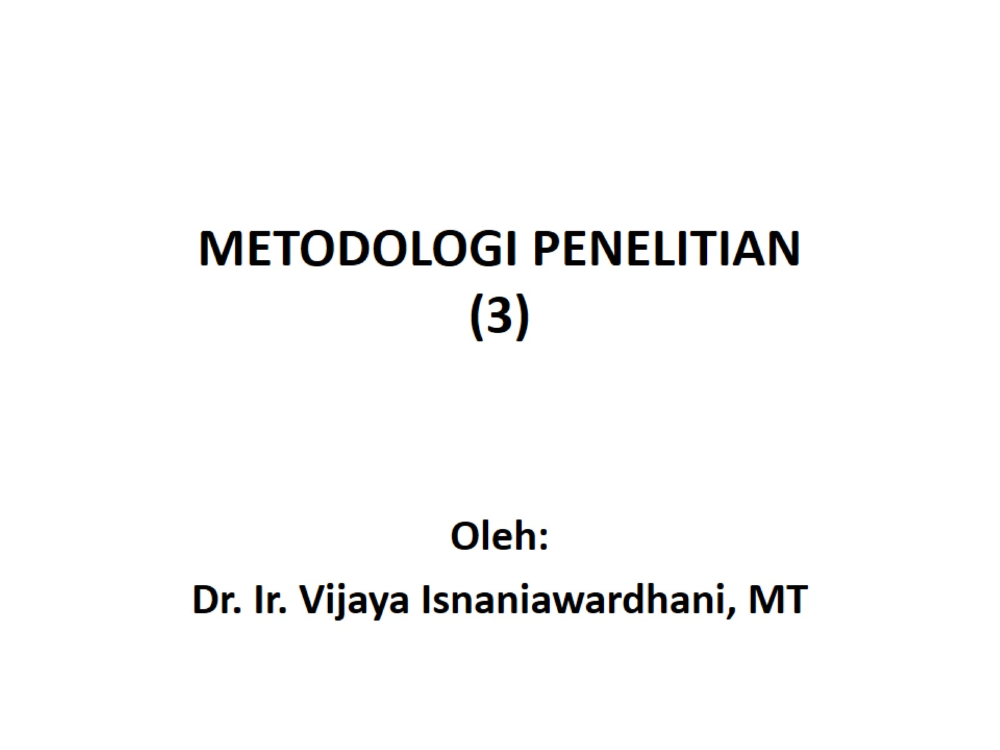 METODOLOGI PENELITIAN
(3)
Oleh:
Dr. Ir. Vijaya Isnaniawardhani, MT